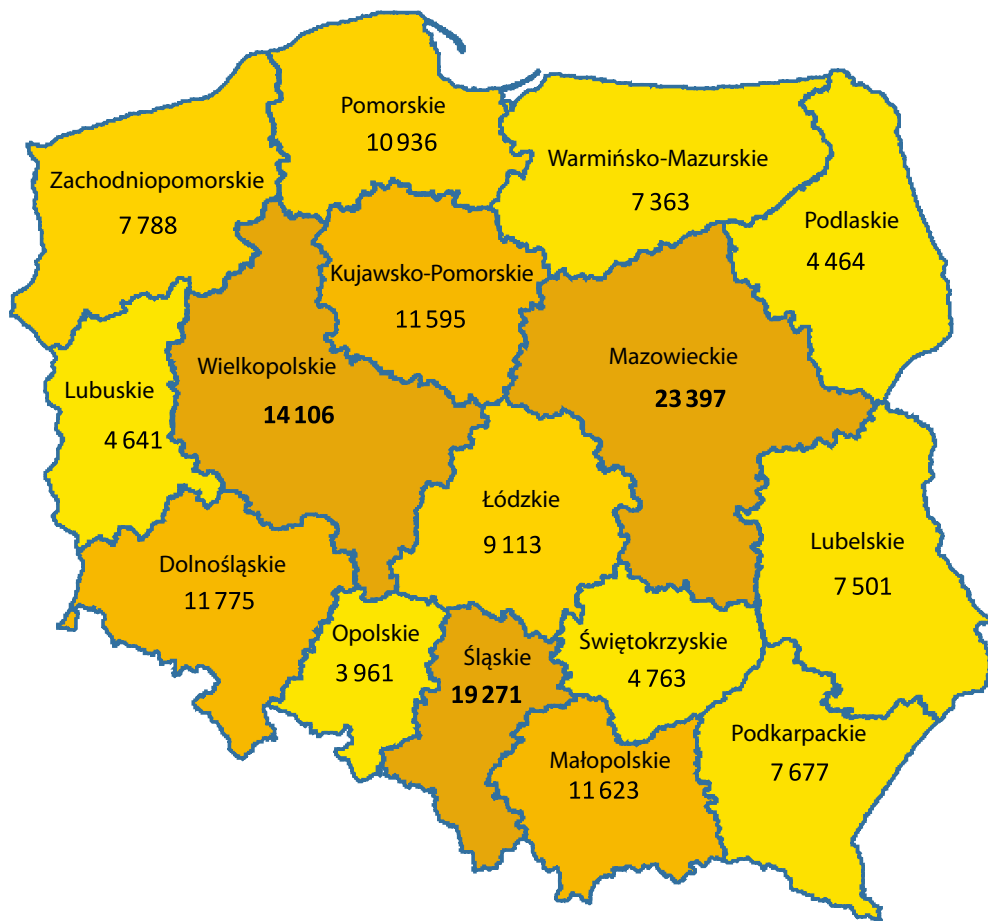 Pomorskie
10 936
Warmińsko-Mazurskie
7 363
Zachodniopomorskie
7 788
Podlaskie
4 464
Kujawsko-Pomorskie
11 595
Wielkopolskie
14 106
Mazowieckie
23 397
Lubuskie
4 641
Łódzkie
9 113
Lubelskie
7 501
Dolnośląskie
11 775
Opolskie
3 961
Śląskie
19 271
Świętokrzyskie
4 763
Małopolskie
11 623
Podkarpackie
7 677